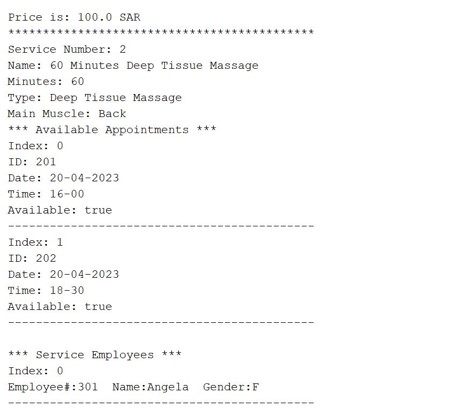 Price is: 100.0 SAR
********************************************
Service Number: 2
Name: 60 Minutes Deep Tissue Massage
Minutes: 60
Type: Deep Tissue Massage
Main Muscle: Back
*** Available Appointments ***
Index: 0
ID: 201
Date: 20-04-2023
Time: 16-00
Available: true
--------------------------------------------
Index: 1
ID: 202
Date: 20-04-2023
Time: 18-30
Available: true
--------------------------------------------
*** Service Employees ***
Index: 0
Employee#:301  Name:Angela  Gender:F
--------------------------------------------